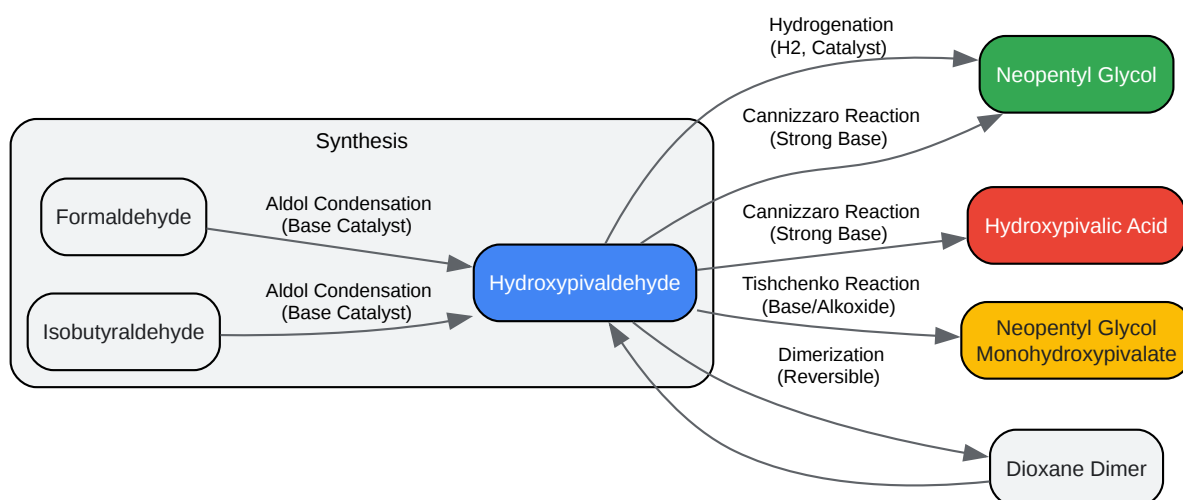 Hydrogenation
(H2, Catalyst)
Neopentyl Glycol
Cannizzaro Reaction
(Strong Base)
Synthesis
Formaldehyde
Aldol Condensation
(Base Catalyst)
Cannizzaro Reaction
(Strong Base)
Hydroxypivalic Acid
Hydroxypivaldehyde
Isobutyraldehyde
Aldol Condensation
(Base Catalyst)
Tishchenko Reaction
(Base/Alkoxide)
Neopentyl Glycol
Monohydroxypivalate
Dimerization
(Reversible)
Dioxane Dimer